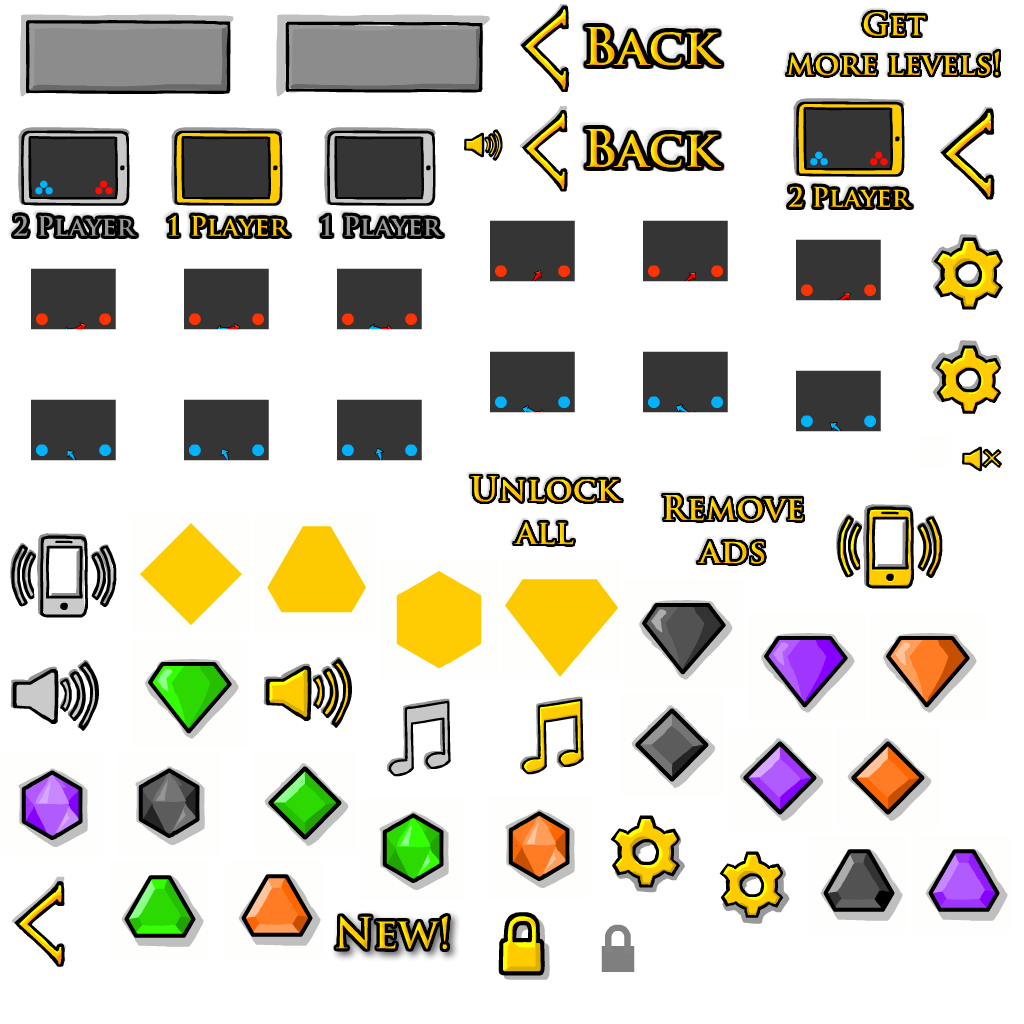 Back
Get
more levels!
Back
2 Player
1 Player
1 Player
2 Player
Unlock
all
Remove
ads
New!